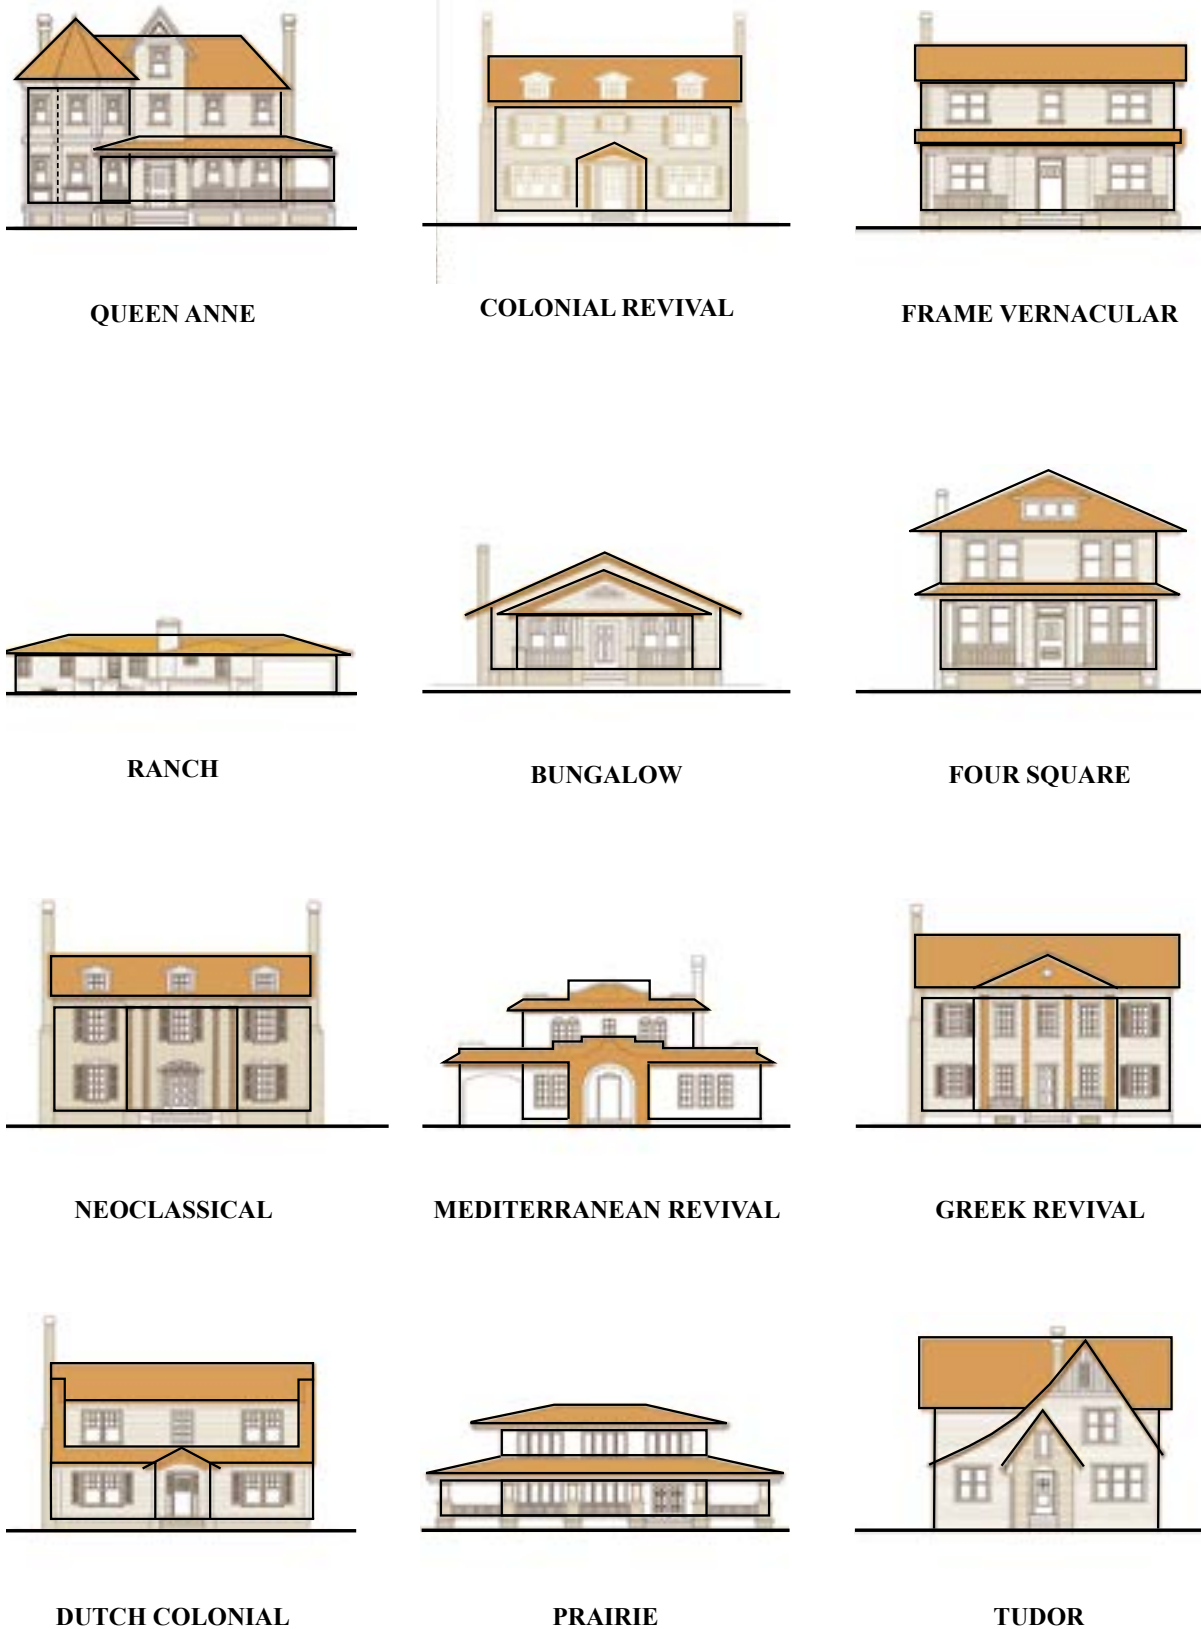 QUEEN ANNE
COLONIAL REVIVAL
FRAME VERNACULAR
RANCH
BUNGALOW
FOUR SQUARE
NEOCLASSICAL
MEDITERRANEAN REVIVAL
GREEK REVIVAL
DUTCH COLONIAL
PRAIRIE
TUDOR